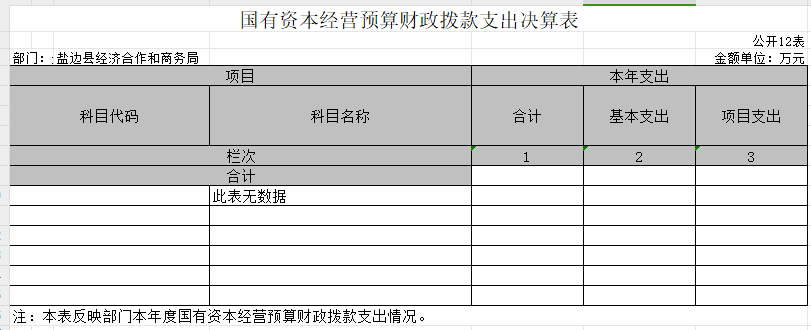 国有资本经营预算财政拨款支出决算表
公开12表
部门：盐边县经济合作和商务局 金额单位：万元
项目 本年支出
科目代码 科目名称 合计 基本支出 项目支出
栏次 1 2 3
合计
此表无数据
注：本表反映部门本年度国有资本经营预算财政拨款支出情况。